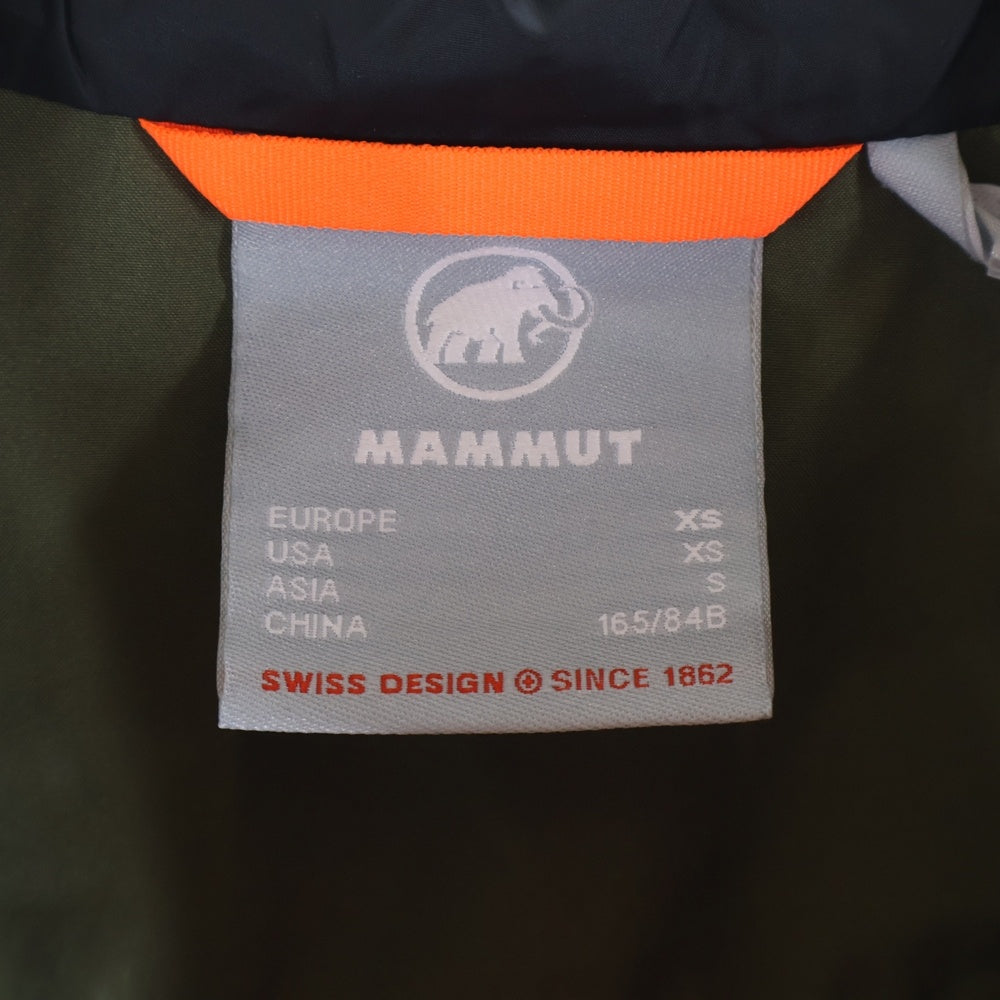 MAMMUT
EUROPE XS
USA XS
ASIA S
CHINA 165/84B
SWISS DESIGN SINCE 1862